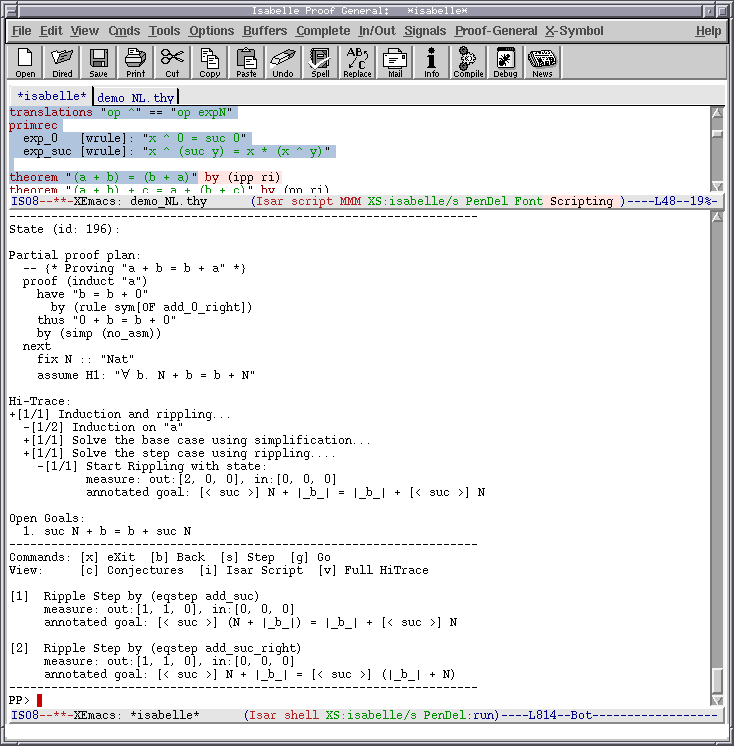 Isabelle Proof General: *isabelle*
File Edit View Cmds Tools Options Buffers Complete In/Out Signals Proof-General X-Symbol Help
Open Dired Save Print Cut Copy Paste Undo Spell Replace Mail Info Compile Debug News
*isabelle* demo_NL.thy
translations "op ^" == "op expN"
primrec
  exp_0   [wrule]: "x ^ 0 = suc 0"
  exp_suc [wrule]: "x ^ (suc y) = x * (x ^ y)"
theorem "(a + b) = (b + a)" by (ipp ri)
theorem "(a + b) + c = a + (b + c)" by (pp ri)
ISO8--**-XEmacs: demo_NL.thy      (Isar script MMM XS:isabelle/s PenDel Font Scripting )----L48--19%-
------------------------------------------------------------------------------
State (id: 196):
Partial proof plan:
  -- {* Proving "a + b = b + a" *}
  proof (induct "a")
    have "b = b + 0"
      by (rule sym[OF add_0_right])
    thus "0 + b = b + 0"
    by (simp (no_asm))
  next
    fix N :: "Nat"
    assume H1: "∀ b. N + b = b + N"
Hi-Trace:
+[1/1] Induction and rippling...
  -[1/2] Induction on "a"
  +[1/1] Solve the base case using simplification...
  +[1/1] Solve the step case using rippling....
    -[1/1] Start Rippling with state:
            measure: out:[2, 0, 0], in:[0, 0, 0]
            annotated goal: [< suc >] N + |_b_| = |_b_| + [< suc >] N
Open Goals:
  1. suc N + b = b + suc N
------------------------------------------------------------------------------
Commands: [x] eXit  [b] Back  [s] Step  [g] Go
View:     [c] Conjectures  [i] Isar Script  [v] Full HiTrace
[1]  Ripple Step by (eqstep add_suc)
     measure: out:[1, 1, 0], in:[0, 0, 0]
     annotated goal: [< suc >] (N + |_b_|) = |_b_| + [< suc >] N
[2]  Ripple Step by (eqstep add_suc_right)
     measure: out:[1, 1, 0], in:[0, 0, 0]
     annotated goal: [< suc >] N + |_b_| = [< suc >] (|_b_| + N)
------------------------------------------------------------------------------
PP>
ISO8--**-XEmacs: *isabelle*      (Isar shell XS:isabelle/s PenDel:run)----L814--Bot-----------------